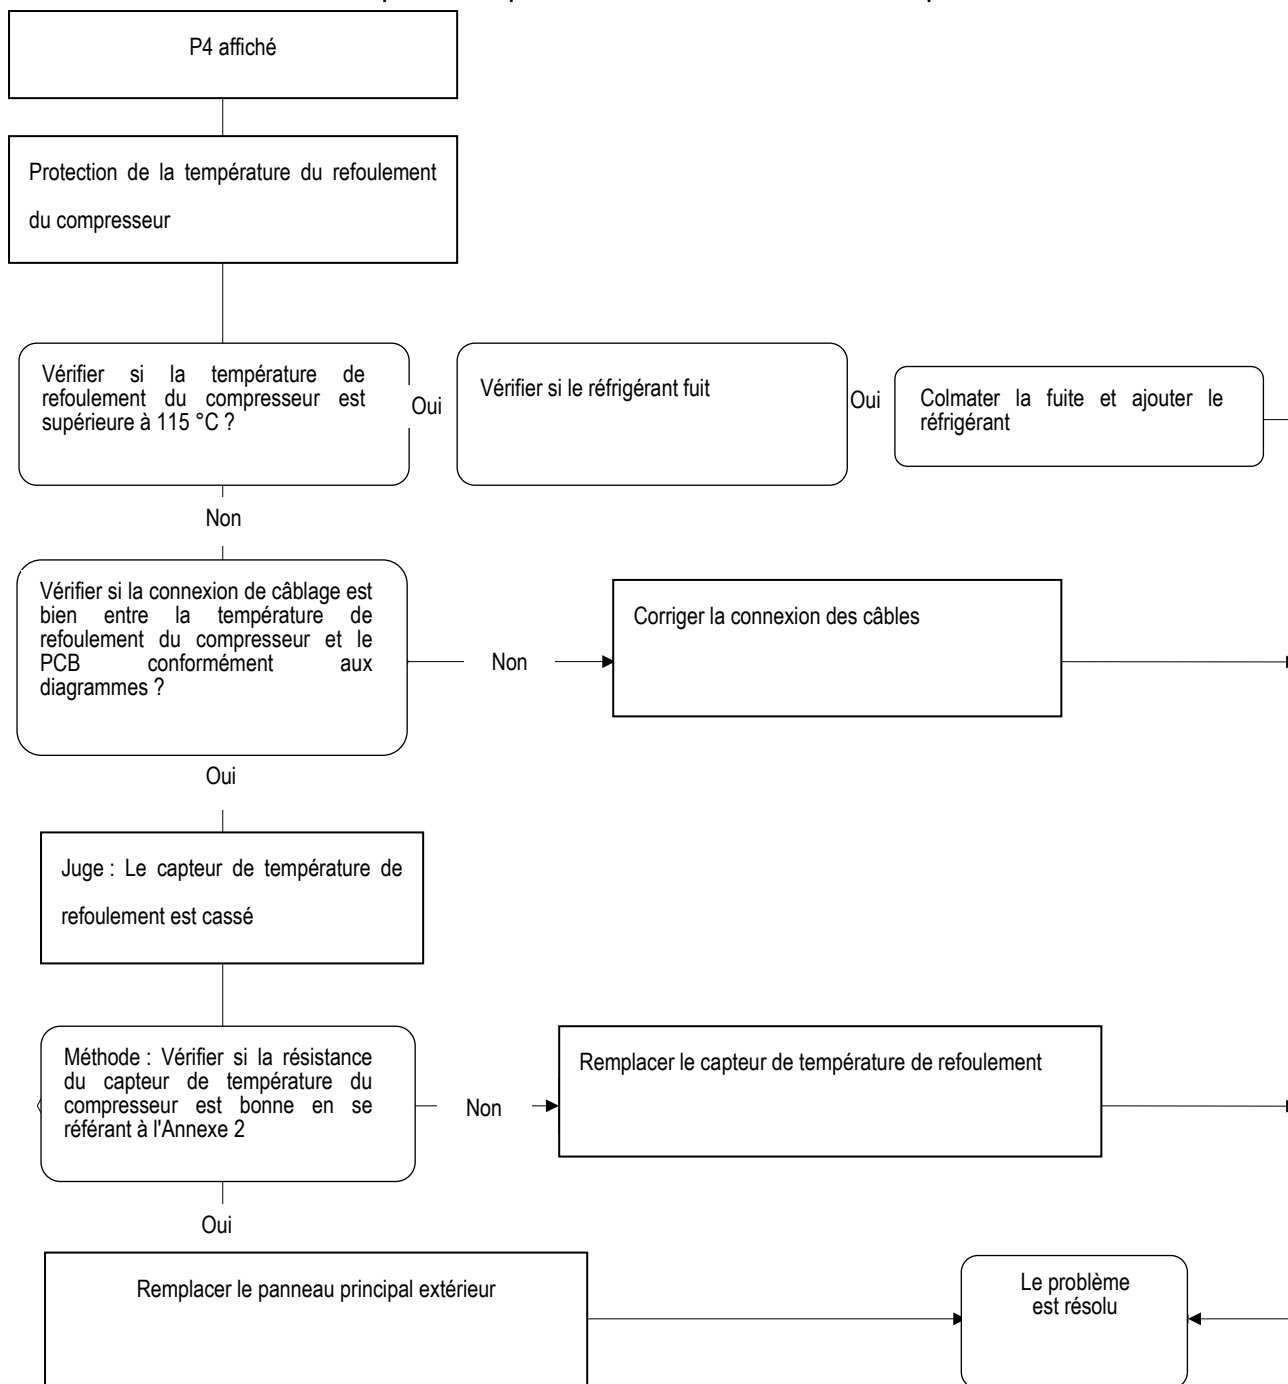 P4 affiché
Protection de la température du refoulement
du compresseur
Vérifier si la température de
refoulement du compresseur est
supérieure à 115 °C ?
Oui
Vérifier si le réfrigérant fuit
Oui
Colmater la fuite et ajouter le
réfrigérant
Non
Vérifier si la connexion de câblage est
bien entre la température de
refoulement du compresseur et le
PCB conformément aux
diagrammes ?
Non
Corriger la connexion des câbles
Oui
Juge : Le capteur de température de
refoulement est cassé
Méthode : Vérifier si la résistance
du capteur de température du
compresseur est bonne en se
référant à l'Annexe 2
Non
Remplacer le capteur de température de refoulement
Oui
Remplacer le panneau principal extérieur
Le problème
est résolu